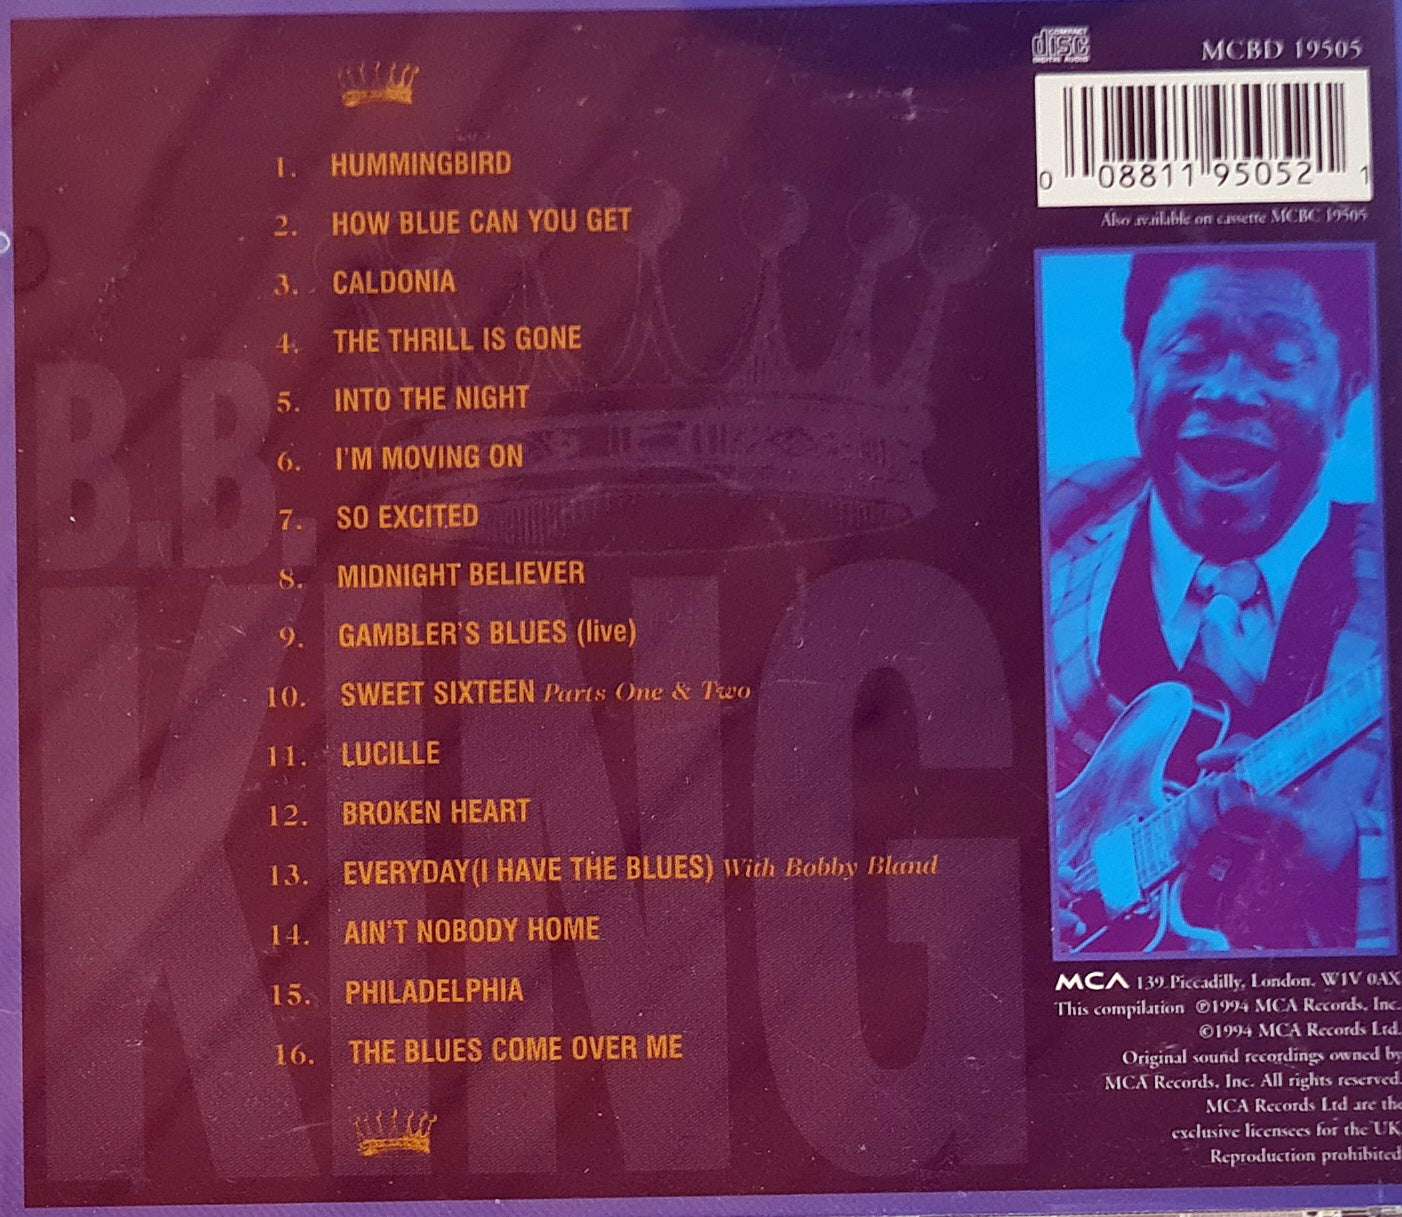 B.B.
KING
1. HUMMINGBIRD
2. HOW BLUE CAN YOU GET
3. CALDONIA
4. THE THRILL IS GONE
5. INTO THE NIGHT
6. I'M MOVING ON
7. SO EXCITED
8. MIDNIGHT BELIEVER
9. GAMBLER'S BLUES (live)
10. SWEET SIXTEEN Parts One & Two
11. LUCILLE
12. BROKEN HEART
13. EVERYDAY(I HAVE THE BLUES) With Bobby Bland
14. AIN'T NOBODY HOME
15. PHILADELPHIA
16. THE BLUES COME OVER ME
COMPACT
disc
DIGITAL AUDIO
MCBD 19505
0 08811 95052 1
Also available on cassette MCBC 19505
MCA 139 Piccadilly, London, W1V 0AX
This compilation ℗1994 MCA Records, Inc.
©1994 MCA Records Ltd.
Original sound recordings owned by
MCA Records, Inc. All rights reserved.
MCA Records Ltd are the
exclusive licensees for the UK
Reproduction prohibited